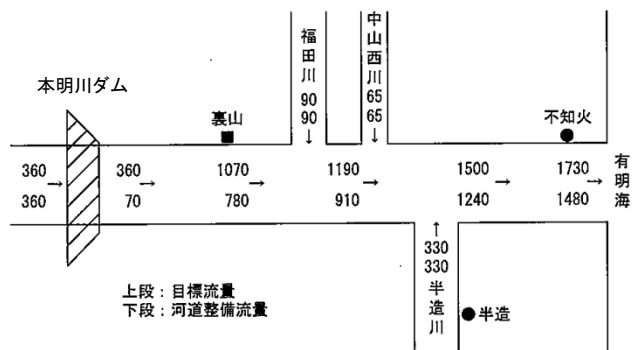 本明川ダム
福田川
90
90
↓
中山西川
65
65
↓
裏山
不知火
360 → 360
360 → 70
1070 →
780
1190 →
910
1500 →
1240
1730 →
1480
有明海
↑
330
330
半造川
半造
上段：目標流量
下段：河道整備流量